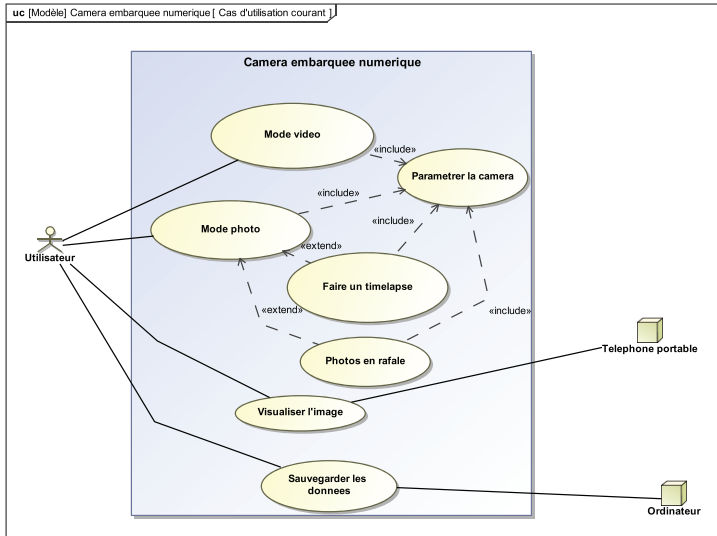 uc [Modèle] Camera embarquee numerique [ Cas d'utilisation courant ]
Camera embarquee numerique
Mode video
«include»
Parametrer la camera
«include»
«include»
Mode photo
«extend»
Utilisateur
Faire un timelapse
«extend»
«include»
Telephone portable
Photos en rafale
Visualiser l'image
Sauvegarder les
donnees
Ordinateur